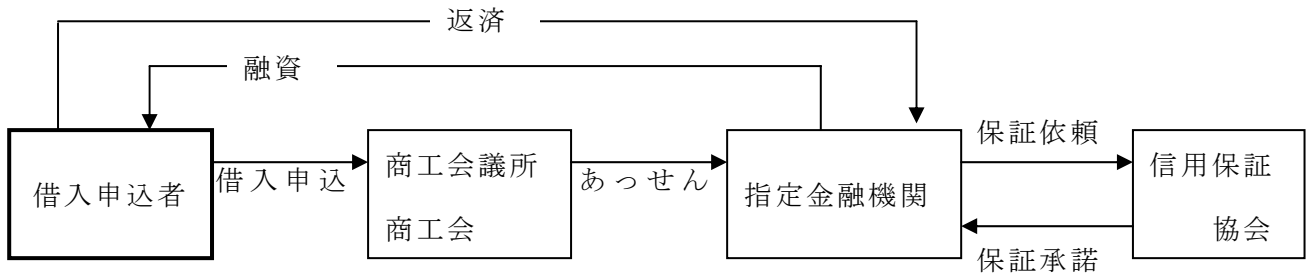 返済
融資
借入申込者
借入申込
商工会議所
商工会
あっせん
指定金融機関
保証依頼
保証承諾
信用保証
協会